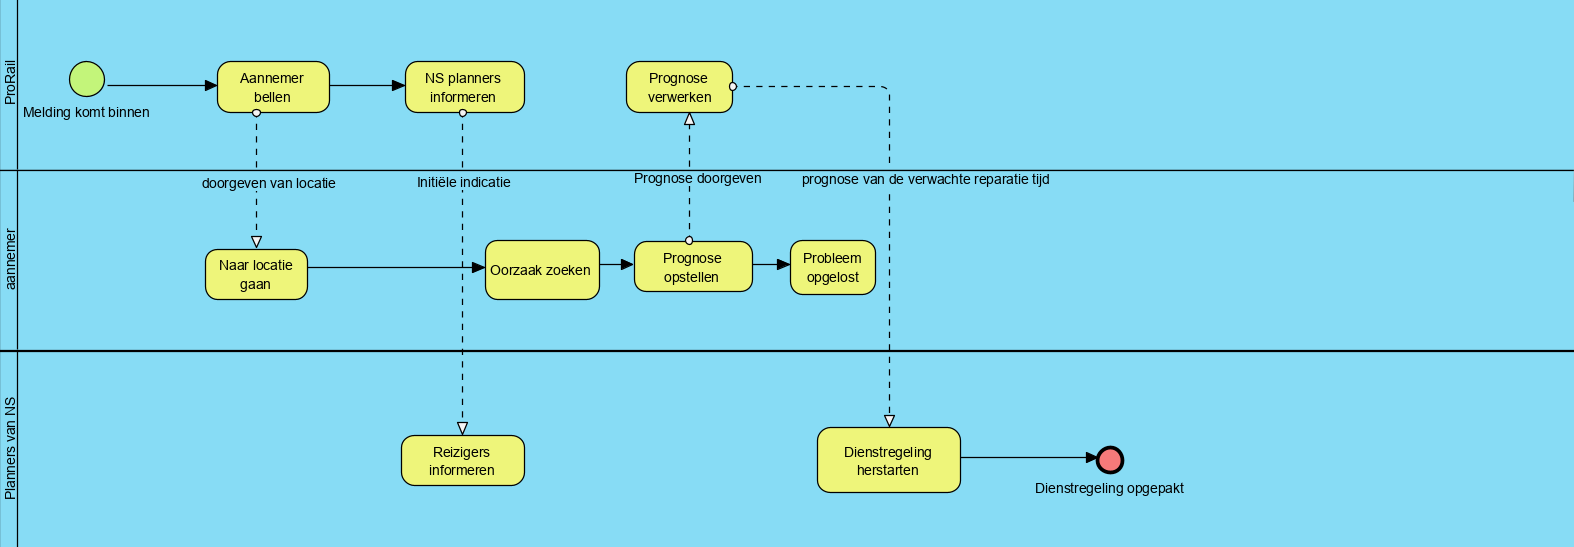 ProRail
Melding komt binnen
Aannemer
bellen
NS planners
informeren
Prognose
verwerken
doorgeven van locatie
Initiële indicatie
Prognose doorgeven
prognose van de verwachte reparatie tijd
aannemer
Naar locatie
gaan
Oorzaak zoeken
Prognose
opstellen
Probleem
opgelost
Planners van NS
Reizigers
informeren
Dienstregeling
herstarten
Dienstregeling opgepakt